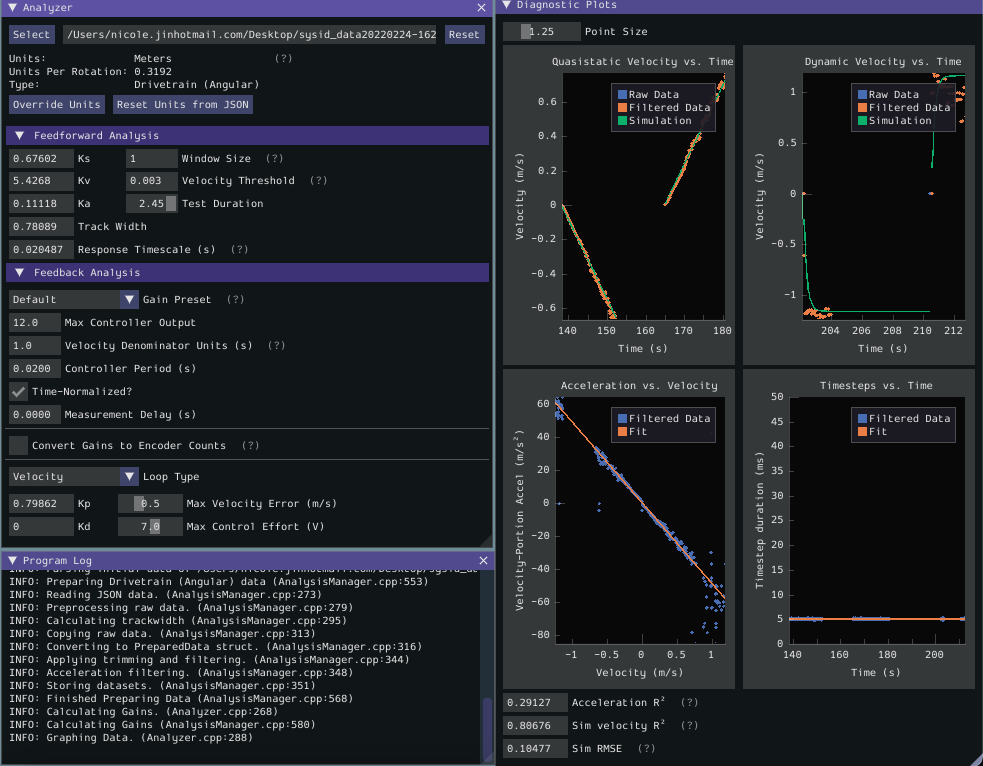 Analyzer
Select /Users/nicole.jinhotmail.com/Desktop/sysid_data20220224-162 Reset
Units: Meters (?)
Units Per Rotation: 0.3192
Type: Drivetrain (Angular)
Override Units Reset Units from JSON
Feedforward Analysis
0.67602 Ks 1 Window Size (?)
5.4268 Kv 0.003 Velocity Threshold (?)
0.11118 Ka 2.45 Test Duration
0.78089 Track Width
0.020487 Response Timescale (s) (?)
Feedback Analysis
Default Gain Preset (?)
12.0 Max Controller Output
1.0 Velocity Denominator Units (s) (?)
0.0200 Controller Period (s)
Time-Normalized?
0.0000 Measurement Delay (s)
Convert Gains to Encoder Counts (?)
Velocity Loop Type
0.79862 Kp 0.5 Max Velocity Error (m/s)
0 Kd 7.0 Max Control Effort (V)
Program Log
INFO: Preparing Drivetrain (Angular) data (AnalysisManager.cpp:553)
INFO: Reading JSON data. (AnalysisManager.cpp:273)
INFO: Preprocessing raw data. (AnalysisManager.cpp:279)
INFO: Calculating trackwidth (AnalysisManager.cpp:295)
INFO: Copying raw data. (AnalysisManager.cpp:313)
INFO: Converting to PreparedData struct. (AnalysisManager.cpp:316)
INFO: Applying trimming and filtering. (AnalysisManager.cpp:344)
INFO: Acceleration filtering. (AnalysisManager.cpp:348)
INFO: Storing datasets. (AnalysisManager.cpp:351)
INFO: Finished Preparing Data (AnalysisManager.cpp:568)
INFO: Calculating Gains. (Analyzer.cpp:268)
INFO: Calculating Gains (AnalysisManager.cpp:580)
INFO: Graphing Data. (Analyzer.cpp:288)
Diagnostic Plots
1.25 Point Size
Quasistatic Velocity vs. Time
Raw Data
Filtered Data
Simulation
Velocity (m/s)
0.6
0.4
0.2
0
-0.2
-0.4
-0.6
140 150 160 170 180
Time (s)
Dynamic Velocity vs. Time
Raw Data
Filtered Data
Simulation
Velocity (m/s)
1
0
-0.5
-1
204 206 208 210 212
Time (s)
Acceleration vs. Velocity
Filtered Data
Fit
Velocity-Portion Accel (m/s²)
60
40
20
0
-20
-40
-60
-80
-1 -0.5 0 0.5 1
Velocity (m/s)
Timesteps vs. Time
Filtered Data
Fit
Timestep duration (ms)
50
45
40
35
30
25
20
15
10
5
0
140 160 180 200
Time (s)
0.29127 Acceleration R² (?)
0.80676 Sim velocity R² (?)
0.10477 Sim RMSE (?)